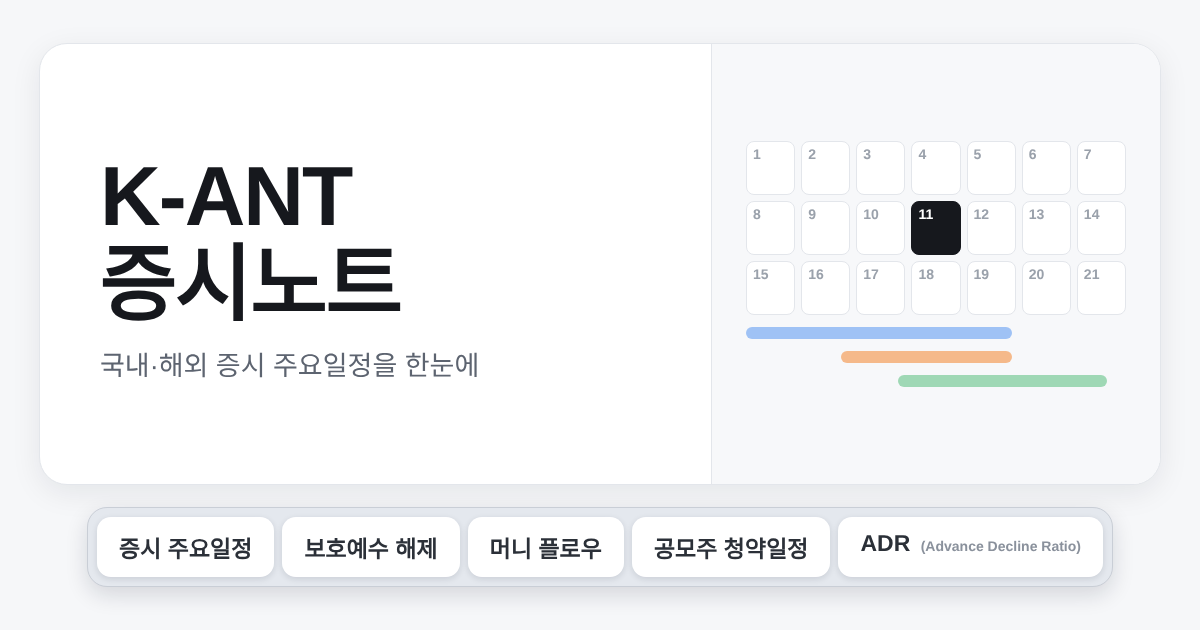 K-ANT
증시노트
국내·해외 증시 주요일정을 한눈에
1 2 3 4 5 6 7
8 9 10 11 12 13 14
15 16 17 18 19 20 21
증시 주요일정 보호예수 해제 머니 플로우 공모주 청약일정 ADR (Advance Decline Ratio)